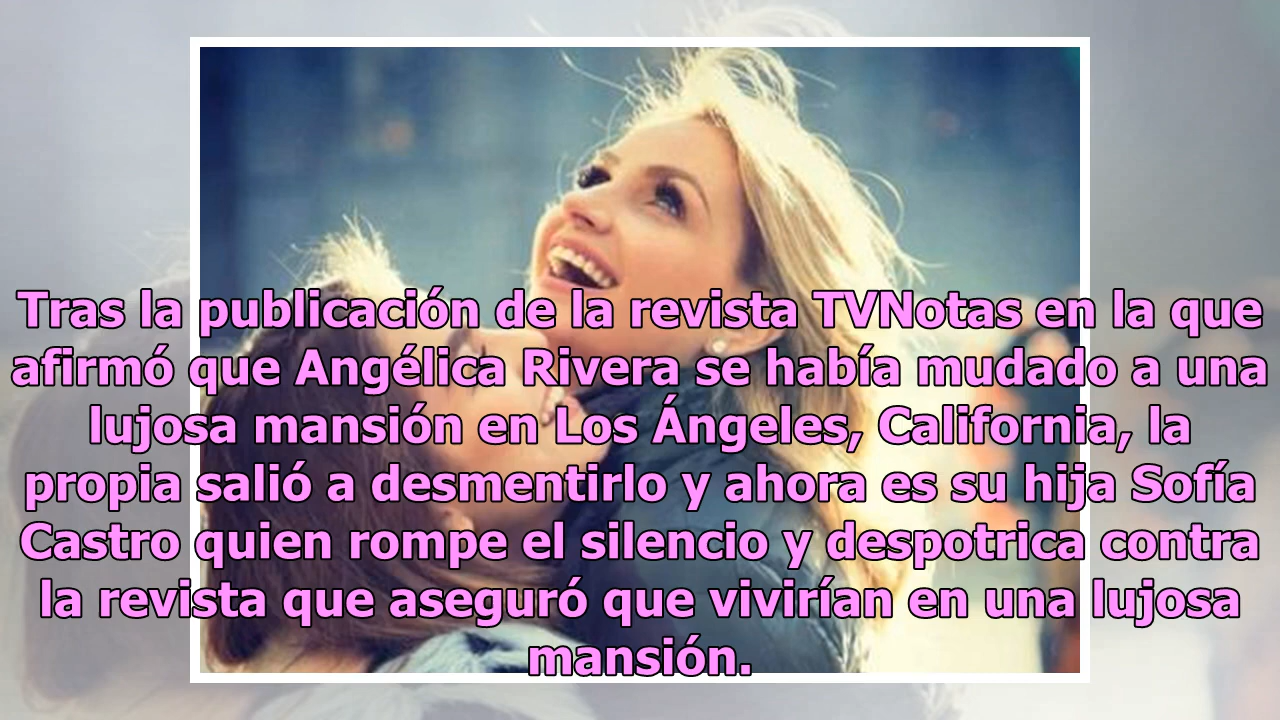 Tras la publicación de la revista TVNotas en la que
afirmó que Angélica Rivera se había mudado a una
lujosa mansión en Los Ángeles, California, la
propia salió a desmentirlo y ahora es su hija Sofía
Castro quien rompe el silencio y despotrica contra
la revista que aseguró que vivirían en una lujosa
mansión.